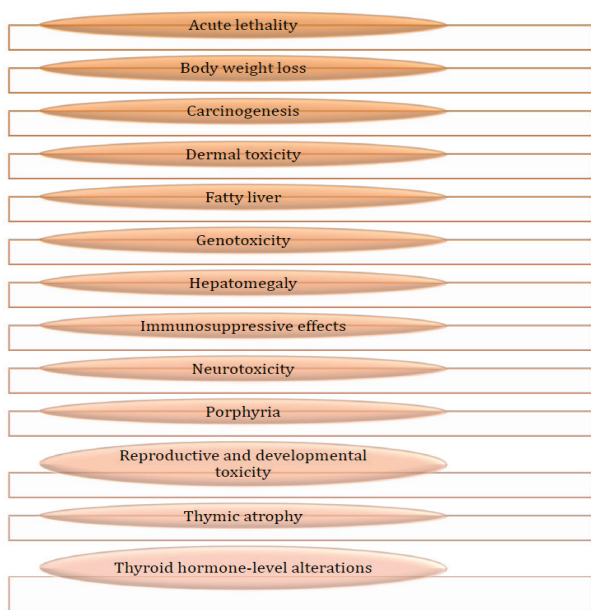 Acute lethality
Body weight loss
Carcinogenesis
Dermal toxicity
Fatty liver
Genotoxicity
Hepatomegaly
Immunosuppressive effects
Neurotoxicity
Porphyria
Reproductive and developmental
toxicity
Thymic atrophy
Thyroid hormone-level alterations